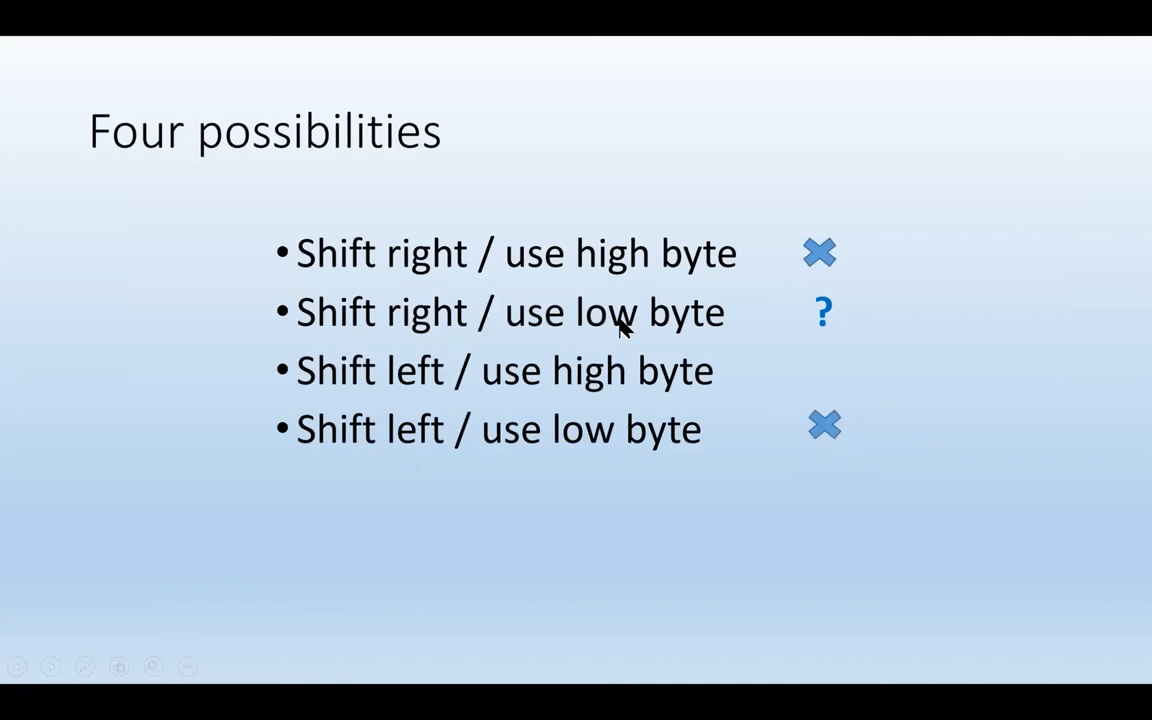 Four possibilities
• Shift right / use high byte
• Shift right / use low byte ?
• Shift left / use high byte
• Shift left / use low byte